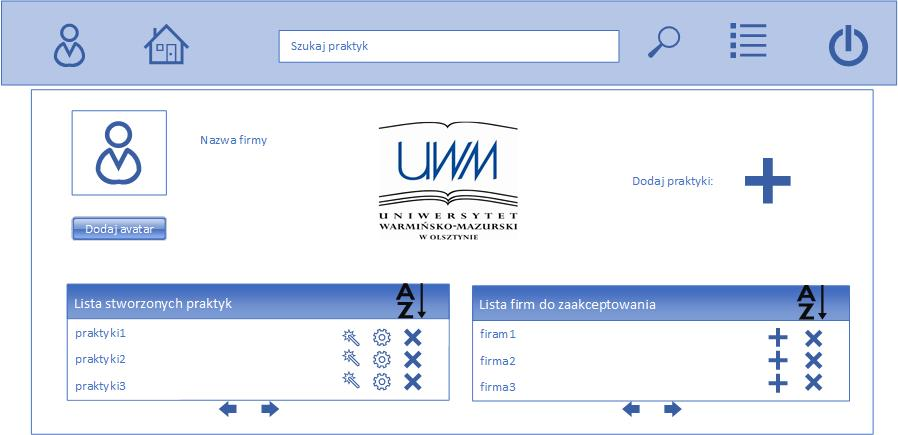 Szukaj praktyk
Nazwa firmy
UWM
UNIWERSYTET
WARMIŃSKO-MAZURSKI
W OLSZTYNIE
Dodaj praktyki:
Dodaj avatar
Lista stworzonych praktyk
A
Z
praktyki1
praktyki2
praktyki3
Lista firm do zaakceptowania
A
Z
firam1
firma2
firma3